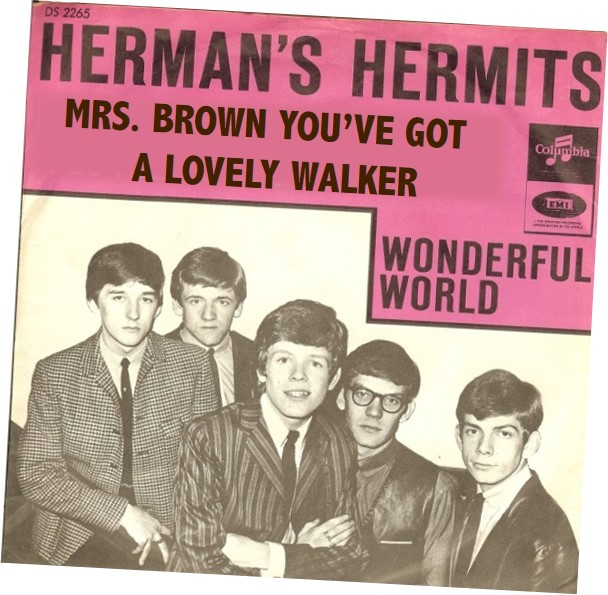 DS 2265
HERMAN'S HERMITS
MRS. BROWN YOU'VE GOT
A LOVELY WALKER
Columbia
EMI
WONDERFUL
WORLD